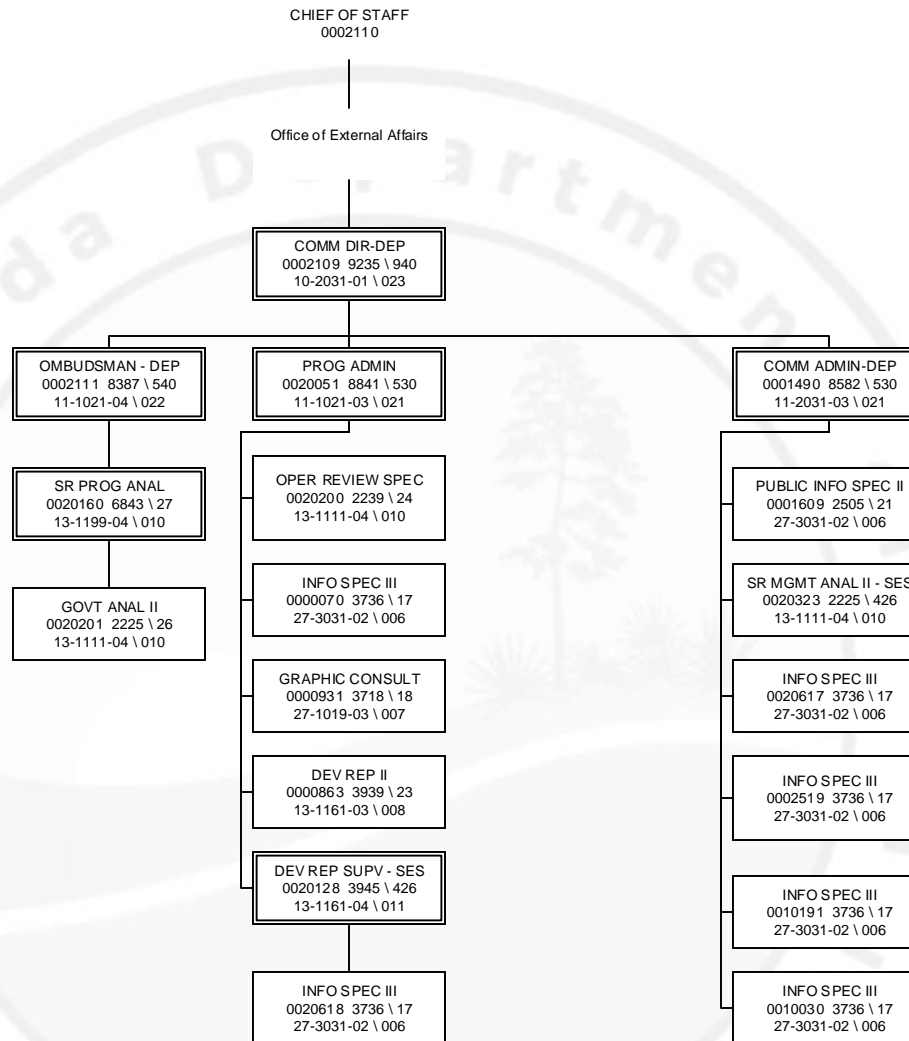 CHIEF OF STAFF
0002110
Office of External Affairs
COMM DIR-DEP
0002109 9235 \ 940
10-2031-01 \ 023
OMBUDSMAN - DEP
0002111 8387 \ 540
11-1021-04 \ 022
SR PROG ANAL
0020160 6843 \ 27
13-1199-04 \ 010
GOVT ANAL II
0020201 2225 \ 26
13-1111-04 \ 010
PROG ADMIN
0020051 8841 \ 530
11-1021-03 \ 021
OPER REVIEW SPEC
0020200 2239 \ 24
13-1111-04 \ 010
INFO SPEC III
0000070 3736 \ 17
27-3031-02 \ 006
GRAPHIC CONSULT
0000931 3718 \ 18
27-1019-03 \ 007
DEV REP II
0000863 3939 \ 23
13-1161-03 \ 008
DEV REP SUPV - SES
0020128 3945 \ 426
13-1161-04 \ 011
INFO SPEC III
0020618 3736 \ 17
27-3031-02 \ 006
COMM ADMIN-DEP
0001490 8582 \ 530
11-2031-03 \ 021
PUBLIC INFO SPEC II
0001609 2505 \ 21
27-3031-02 \ 006
SR MGMT ANAL II - SES
0020323 2225 \ 426
13-1111-04 \ 010
INFO SPEC III
0020617 3736 \ 17
27-3031-02 \ 006
INFO SPEC III
0002519 3736 \ 17
27-3031-02 \ 006
INFO SPEC III
0010191 3736 \ 17
27-3031-02 \ 006
INFO SPEC III
0010030 3736 \ 17
27-3031-02 \ 006